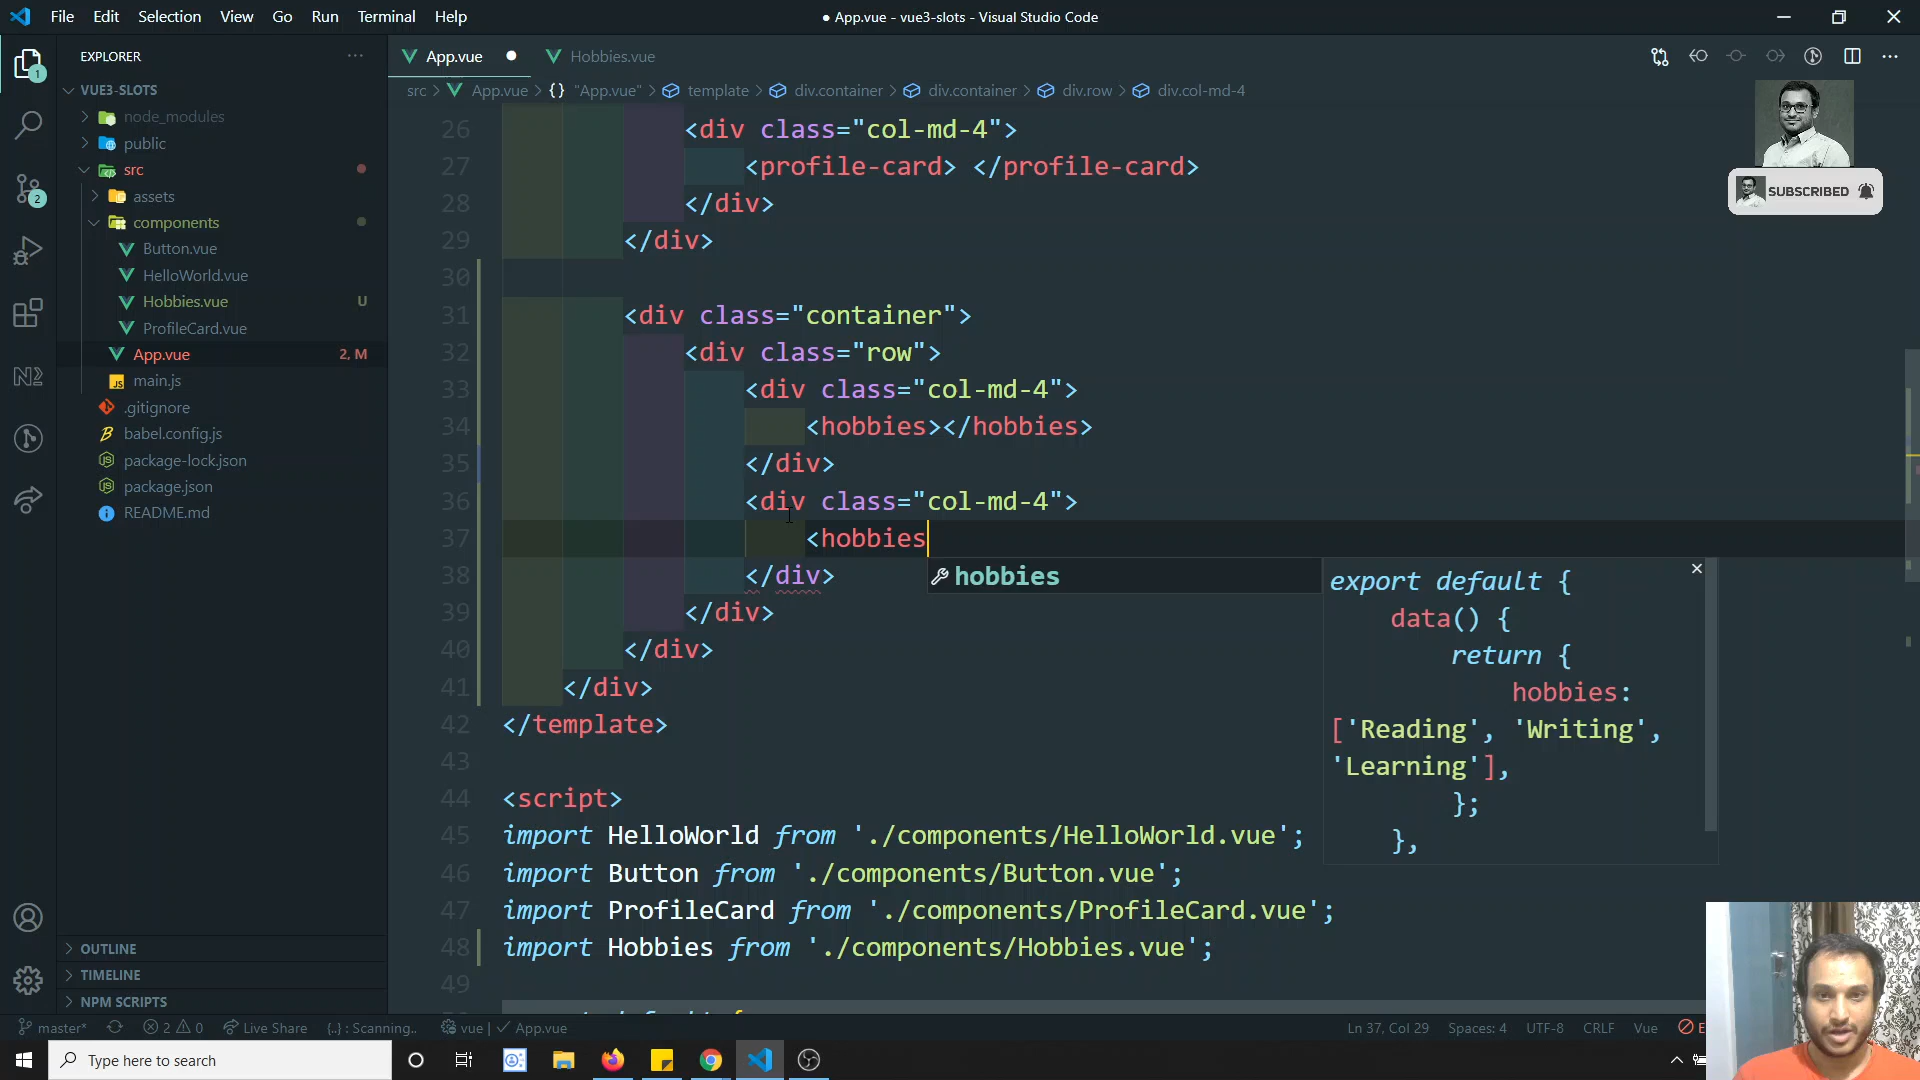 File Edit Selection View Go Run Terminal Help
● App.vue - vue3-slots - Visual Studio Code
EXPLORER
App.vue
Hobbies.vue
VUE3-SLOTS
node_modules
public
src
assets
components
Button.vue
HelloWorld.vue
Hobbies.vue U
ProfileCard.vue
App.vue 2, M
main.js
.gitignore
babel.config.js
package-lock.json
package.json
README.md
OUTLINE
TIMELINE
NPM SCRIPTS
1
2
src > App.vue > {} "App.vue" > template > div.container > div.container > div.row > div.col-md-4
SUBSCRIBED
26 <div class="col-md-4">
27 <profile-card> </profile-card>
28 </div>
29 </div>
30
31 <div class="container">
32 <div class="row">
33 <div class="col-md-4">
34 <hobbies></hobbies>
35 </div>
36 <div class="col-md-4">
37 <hobbies
38 </div>
39 </div>
40 </div>
41 </div>
42 </template>
43
44 <script>
45 import HelloWorld from './components/HelloWorld.vue';
46 import Button from './components/Button.vue';
47 import ProfileCard from './components/ProfileCard.vue';
48 import Hobbies from './components/Hobbies.vue';
49
hobbies
export default {
data() {
return {
hobbies:
['Reading', 'Writing',
'Learning'],
};
},
master* 2 0 Live Share {..} : Scanning.. vue | App.vue Ln 37, Col 29 Spaces: 4 UTF-8 CRLF Vue
Type here to search